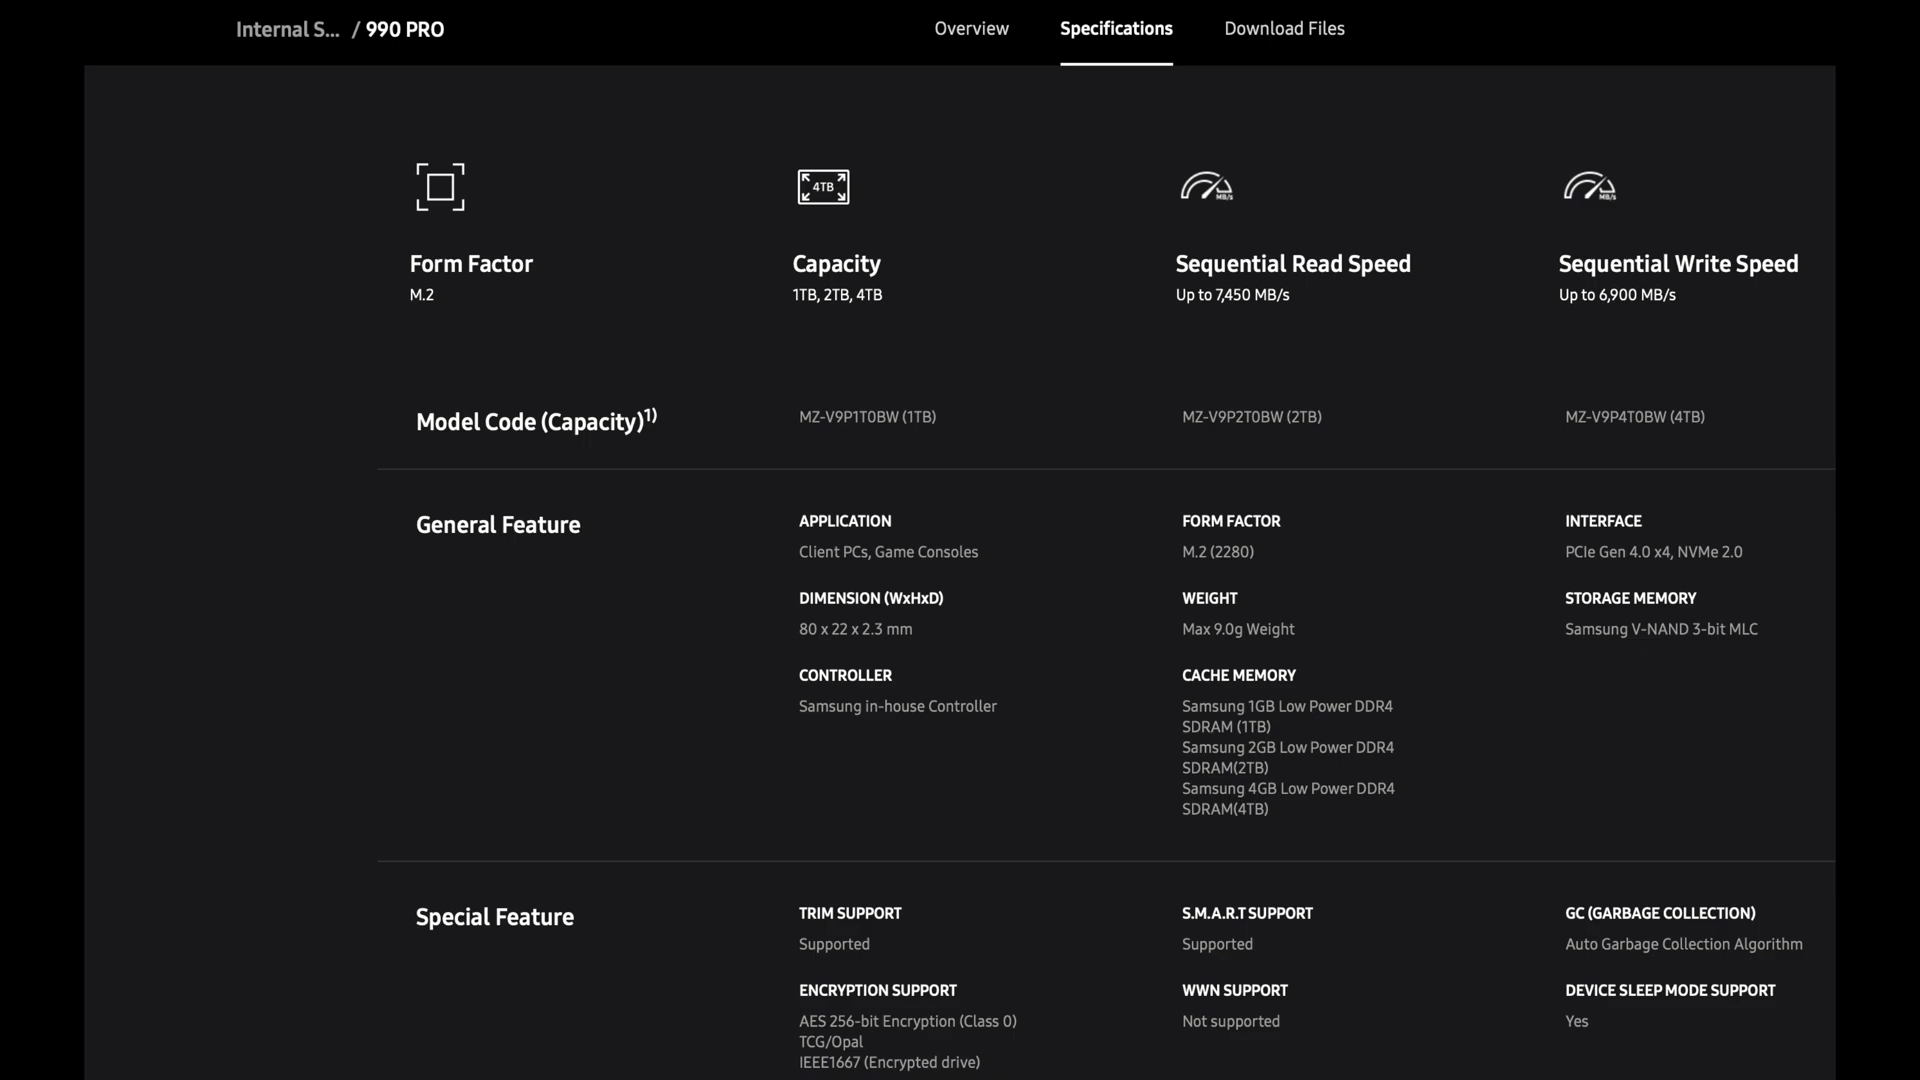 Internal S... / 990 PRO
Overview
Specifications
Download Files
4TB
MB/s
MB/s
Form Factor
M.2
Capacity
1TB, 2TB, 4TB
Sequential Read Speed
Up to 7,450 MB/s
Sequential Write Speed
Up to 6,900 MB/s
Model Code (Capacity)1)
MZ-V9P1T0BW (1TB)
MZ-V9P2T0BW (2TB)
MZ-V9P4T0BW (4TB)
General Feature
APPLICATION
Client PCs, Game Consoles
FORM FACTOR
M.2 (2280)
INTERFACE
PCIe Gen 4.0 x4, NVMe 2.0
DIMENSION (WxHxD)
80 x 22 x 2.3 mm
WEIGHT
Max 9.0g Weight
STORAGE MEMORY
Samsung V-NAND 3-bit MLC
CONTROLLER
Samsung in-house Controller
CACHE MEMORY
Samsung 1GB Low Power DDR4
SDRAM (1TB)
Samsung 2GB Low Power DDR4
SDRAM(2TB)
Samsung 4GB Low Power DDR4
SDRAM(4TB)
Special Feature
TRIM SUPPORT
Supported
S.M.A.R.T SUPPORT
Supported
GC (GARBAGE COLLECTION)
Auto Garbage Collection Algorithm
ENCRYPTION SUPPORT
AES 256-bit Encryption (Class 0)
TCG/Opal
IEEE1667 (Encrypted drive)
WWN SUPPORT
Not supported
DEVICE SLEEP MODE SUPPORT
Yes